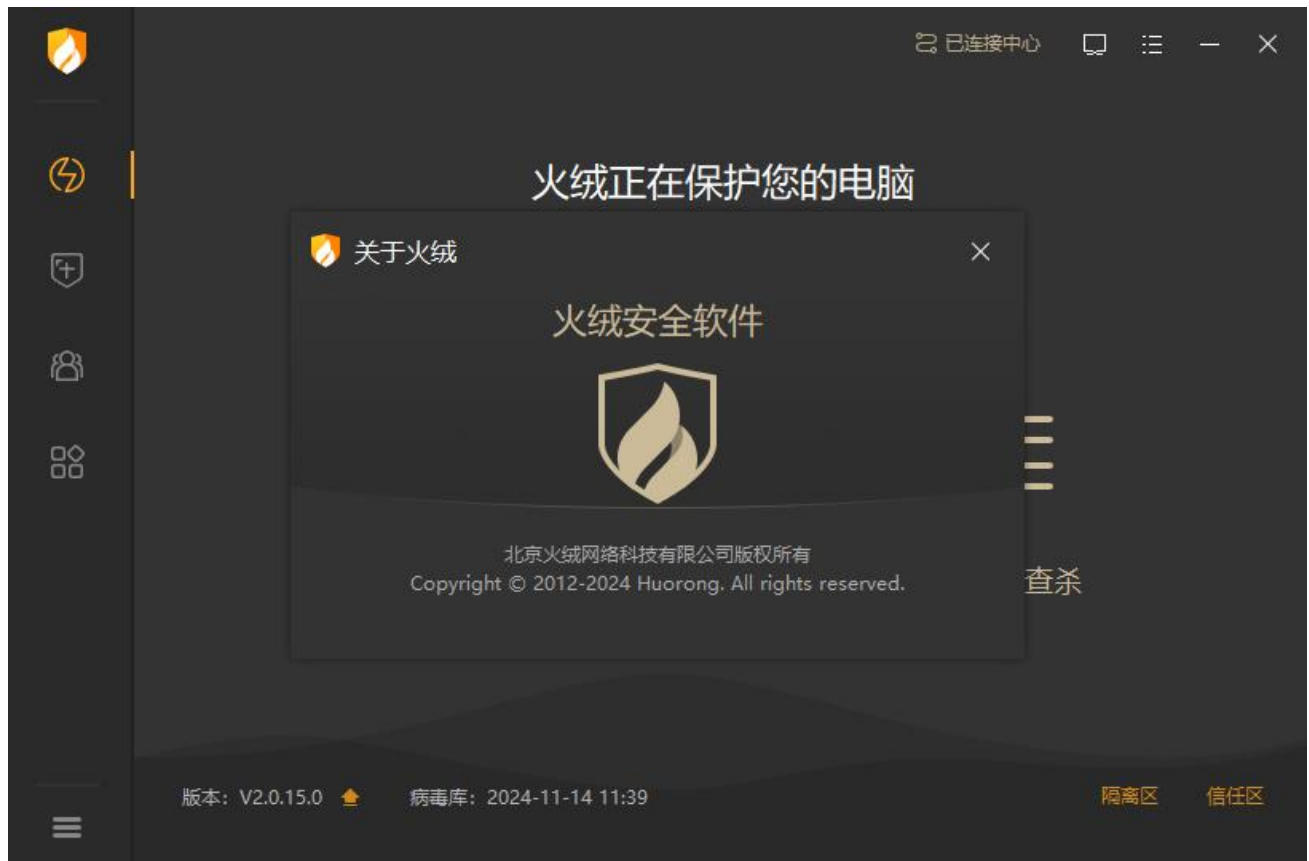 已连接中心
火绒正在保护您的电脑
关于火绒
火绒安全软件
北京火绒网络科技有限公司版权所有
Copyright © 2012-2024 Huorong. All rights reserved.
查杀
版本: V2.0.15.0 病毒库: 2024-11-14 11:39 隔离区 信任区